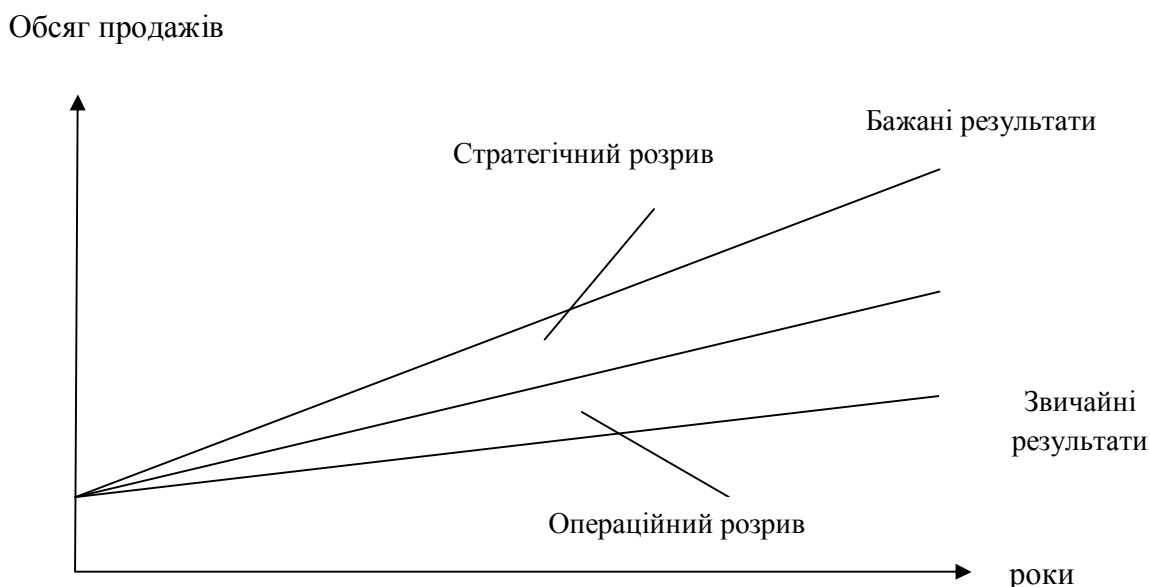 Обсяг продажів
Бажані результати
Стратегічний розрив
Звичайні
результати
Операційний розрив
роки